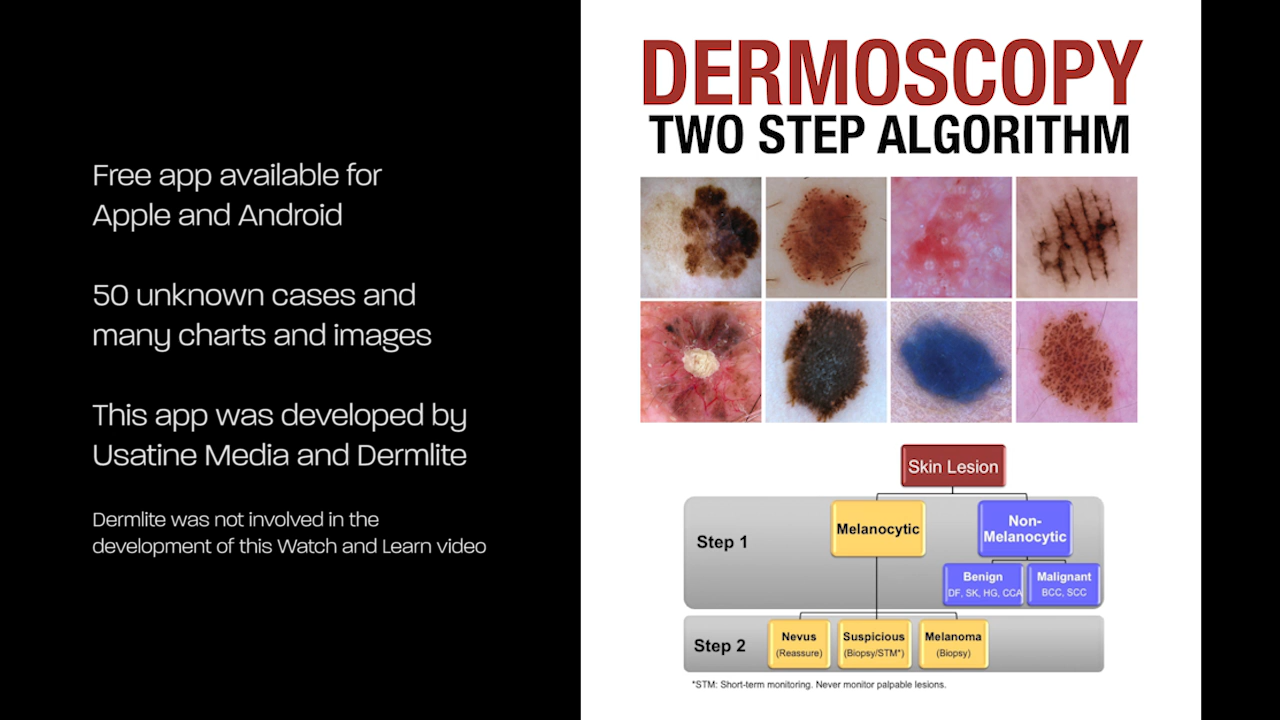 Free app available for
Apple and Android
50 unknown cases and
many charts and images
This app was developed by
Usatine Media and Dermlite
Dermlite was not involved in the
development of this Watch and Learn video
DERMOSCOPY
TWO STEP ALGORITHM
Skin Lesion
Step 1
Melanocytic
Non-
Melanocytic
Benign
DF, SK, HG, CCA
Malignant
BCC, SCC
Step 2
Nevus
(Reassure)
Suspicious
(Biopsy/STM*)
Melanoma
(Biopsy)
*STM: Short-term monitoring. Never monitor palpable lesions.